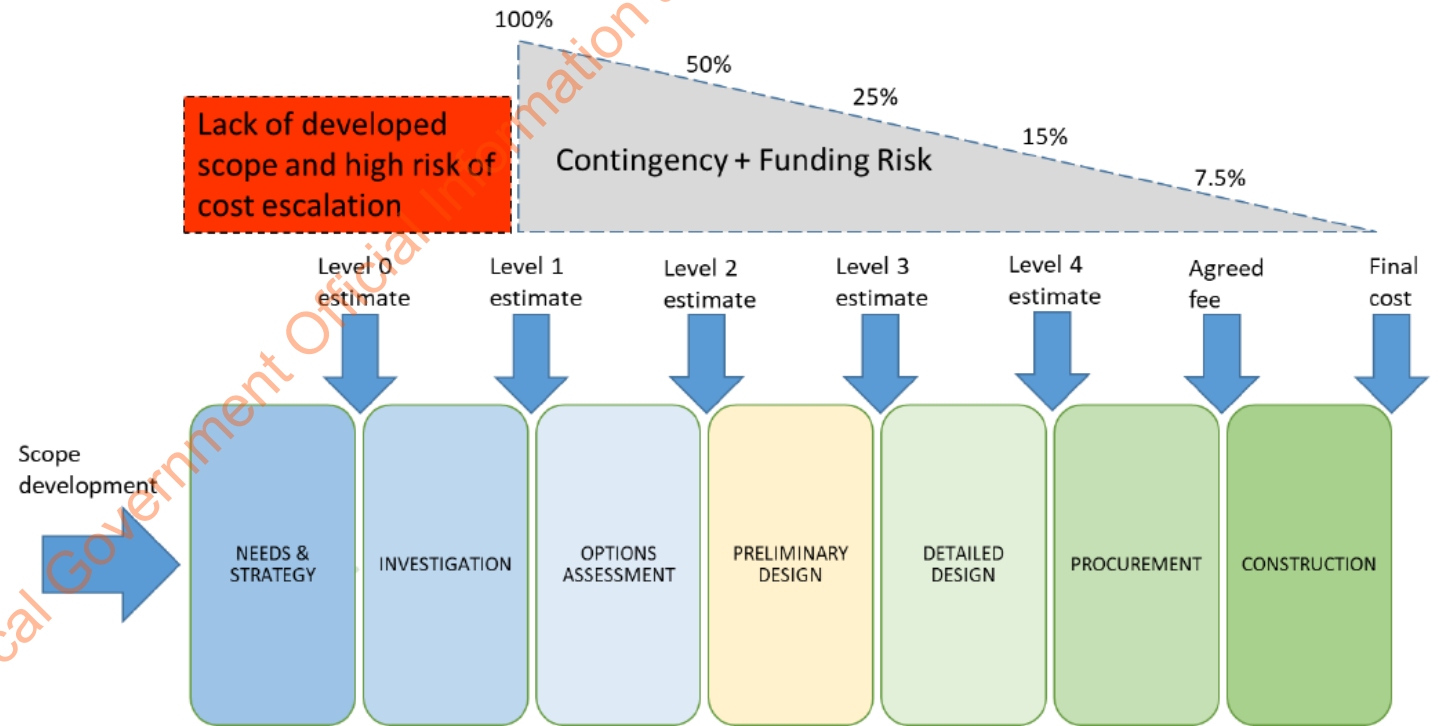 100%
50%
25%
15%
7.5%
Lack of developed
scope and high risk of
cost escalation
Contingency + Funding Risk
Level 0
estimate
Level 1
estimate
Level 2
estimate
Level 3
estimate
Level 4
estimate
Agreed
fee
Final
cost
Scope
development
NEEDS &
STRATEGY
INVESTIGATION
OPTIONS
ASSESSMENT
PRELIMINARY
DESIGN
DETAILED
DESIGN
PROCUREMENT
CONSTRUCTION
Government Official Information